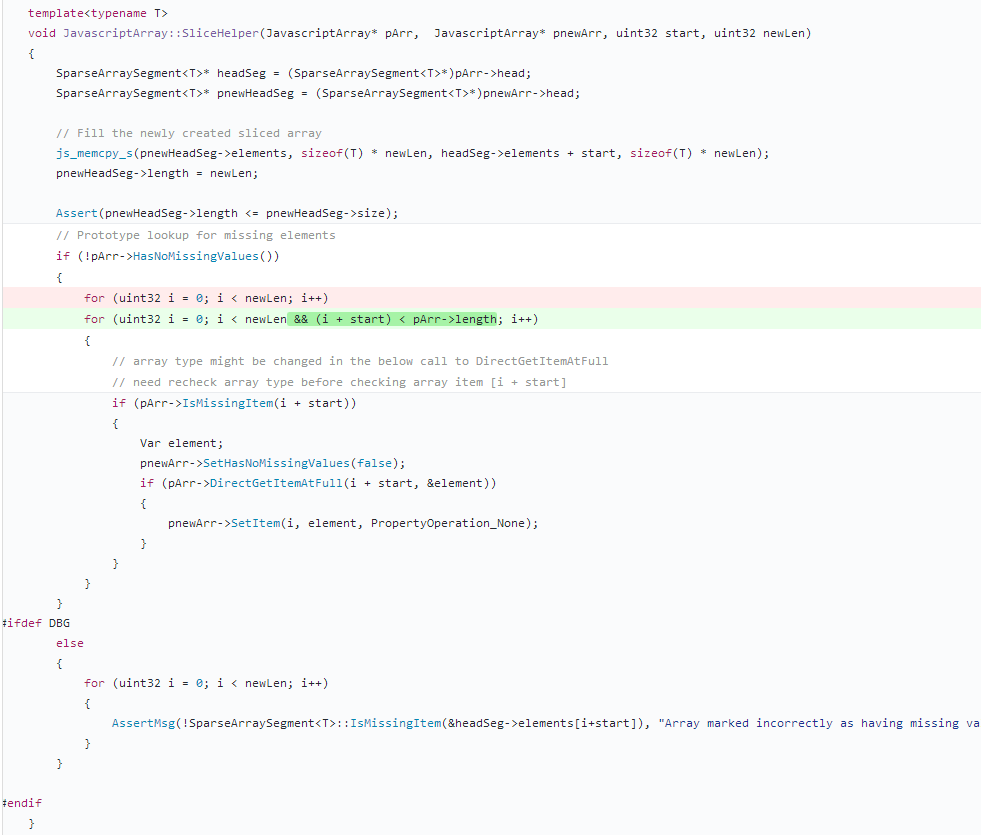 template<typename T>
void JavascriptArray::SliceHelper(JavascriptArray* pArr,  JavascriptArray* pnewArr, uint32 start, uint32 newLen)
{
    SparseArraySegment<T>* headSeg = (SparseArraySegment<T>*)pArr->head;
    SparseArraySegment<T>* pnewHeadSeg = (SparseArraySegment<T>*)pnewArr->head;

    // Fill the newly created sliced array
    js_memcpy_s(pnewHeadSeg->elements, sizeof(T) * newLen, headSeg->elements + start, sizeof(T) * newLen);
    pnewHeadSeg->length = newLen;

    Assert(pnewHeadSeg->length <= pnewHeadSeg->size);
    // Prototype lookup for missing elements
    if (!pArr->HasNoMissingValues())
    {
        for (uint32 i = 0; i < newLen; i++)
        for (uint32 i = 0; i < newLen && (i + start) < pArr->length; i++)
        {
            // array type might be changed in the below call to DirectGetItemAtFull
            // need recheck array type before checking array item [i + start]
            if (pArr->IsMissingItem(i + start))
            {
                Var element;
                pnewArr->SetHasNoMissingValues(false);
                if (pArr->DirectGetItemAtFull(i + start, &element))
                {
                    pnewArr->SetItem(i, element, PropertyOperation_None);
                }
            }
        }
    }
#ifdef DBG
    else
    {
        for (uint32 i = 0; i < newLen; i++)
        {
            AssertMsg(!SparseArraySegment<T>::IsMissingItem(&headSeg->elements[i+start]), "Array marked incorrectly as having missing va
        }
    }

#endif
}